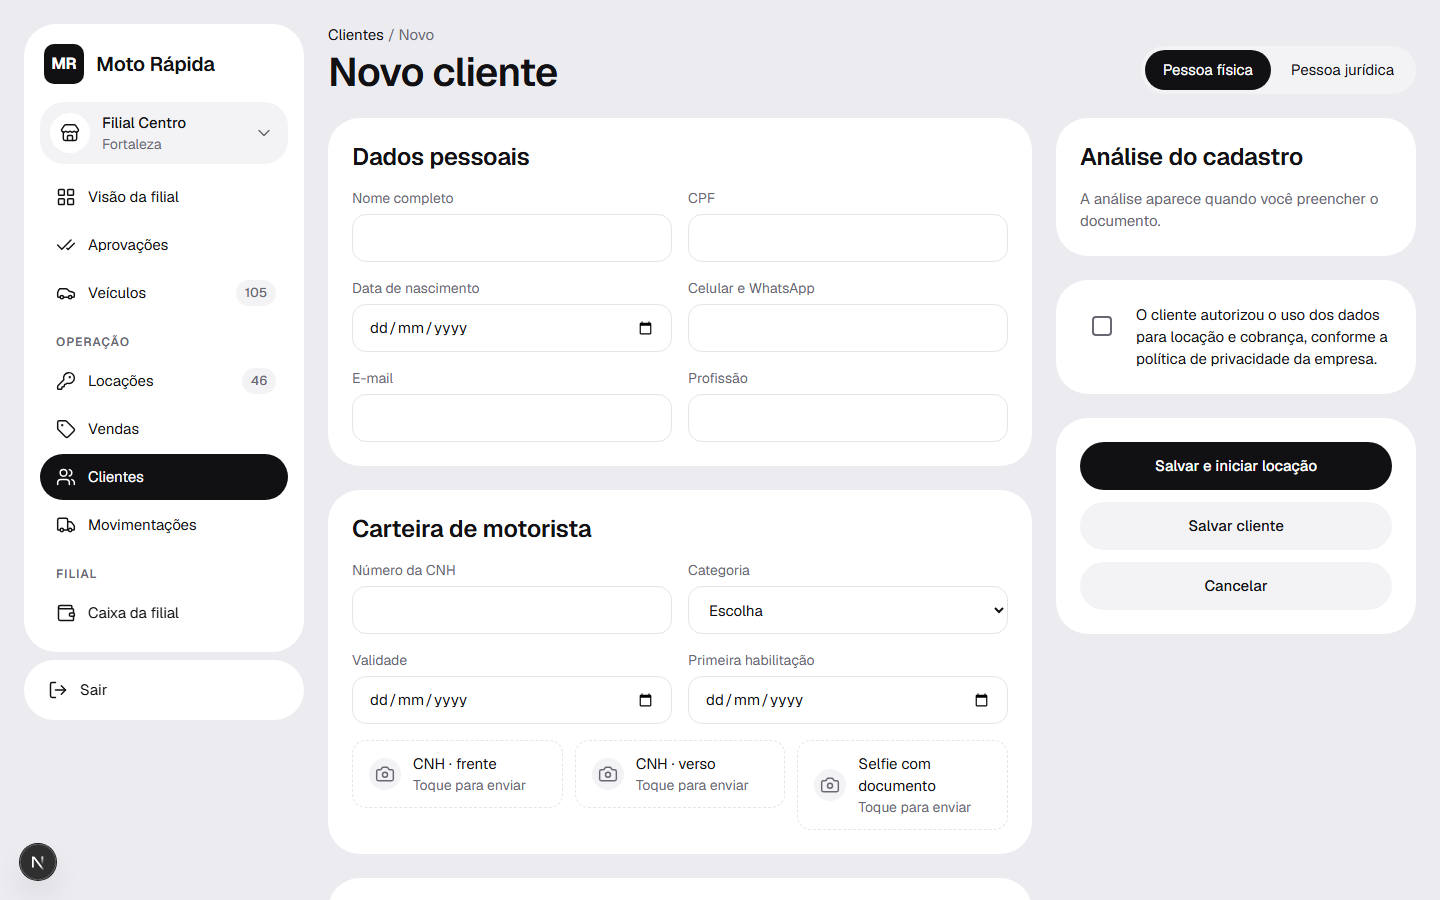 MR
Moto Rápida
Filial Centro
Fortaleza
Visão da filial
Aprovações
Veículos 105
OPERAÇÃO
Locações 46
Vendas
Clientes
Movimentações
FILIAL
Caixa da filial
Sair
N
Clientes / Novo
Novo cliente
Pessoa física Pessoa jurídica
Dados pessoais
Nome completo CPF
Data de nascimento Celular e WhatsApp
dd/mm/yyyy
E-mail Profissão
Carteira de motorista
Número da CNH Categoria
Escolha
Validade Primeira habilitação
dd/mm/yyyy dd/mm/yyyy
CNH · frente
Toque para enviar
CNH · verso
Toque para enviar
Selfie com
documento
Toque para enviar
Análise do cadastro
A análise aparece quando você preencher o
documento.
O cliente autorizou o uso dos dados
para locação e cobrança, conforme a
política de privacidade da empresa.
Salvar e iniciar locação
Salvar cliente
Cancelar